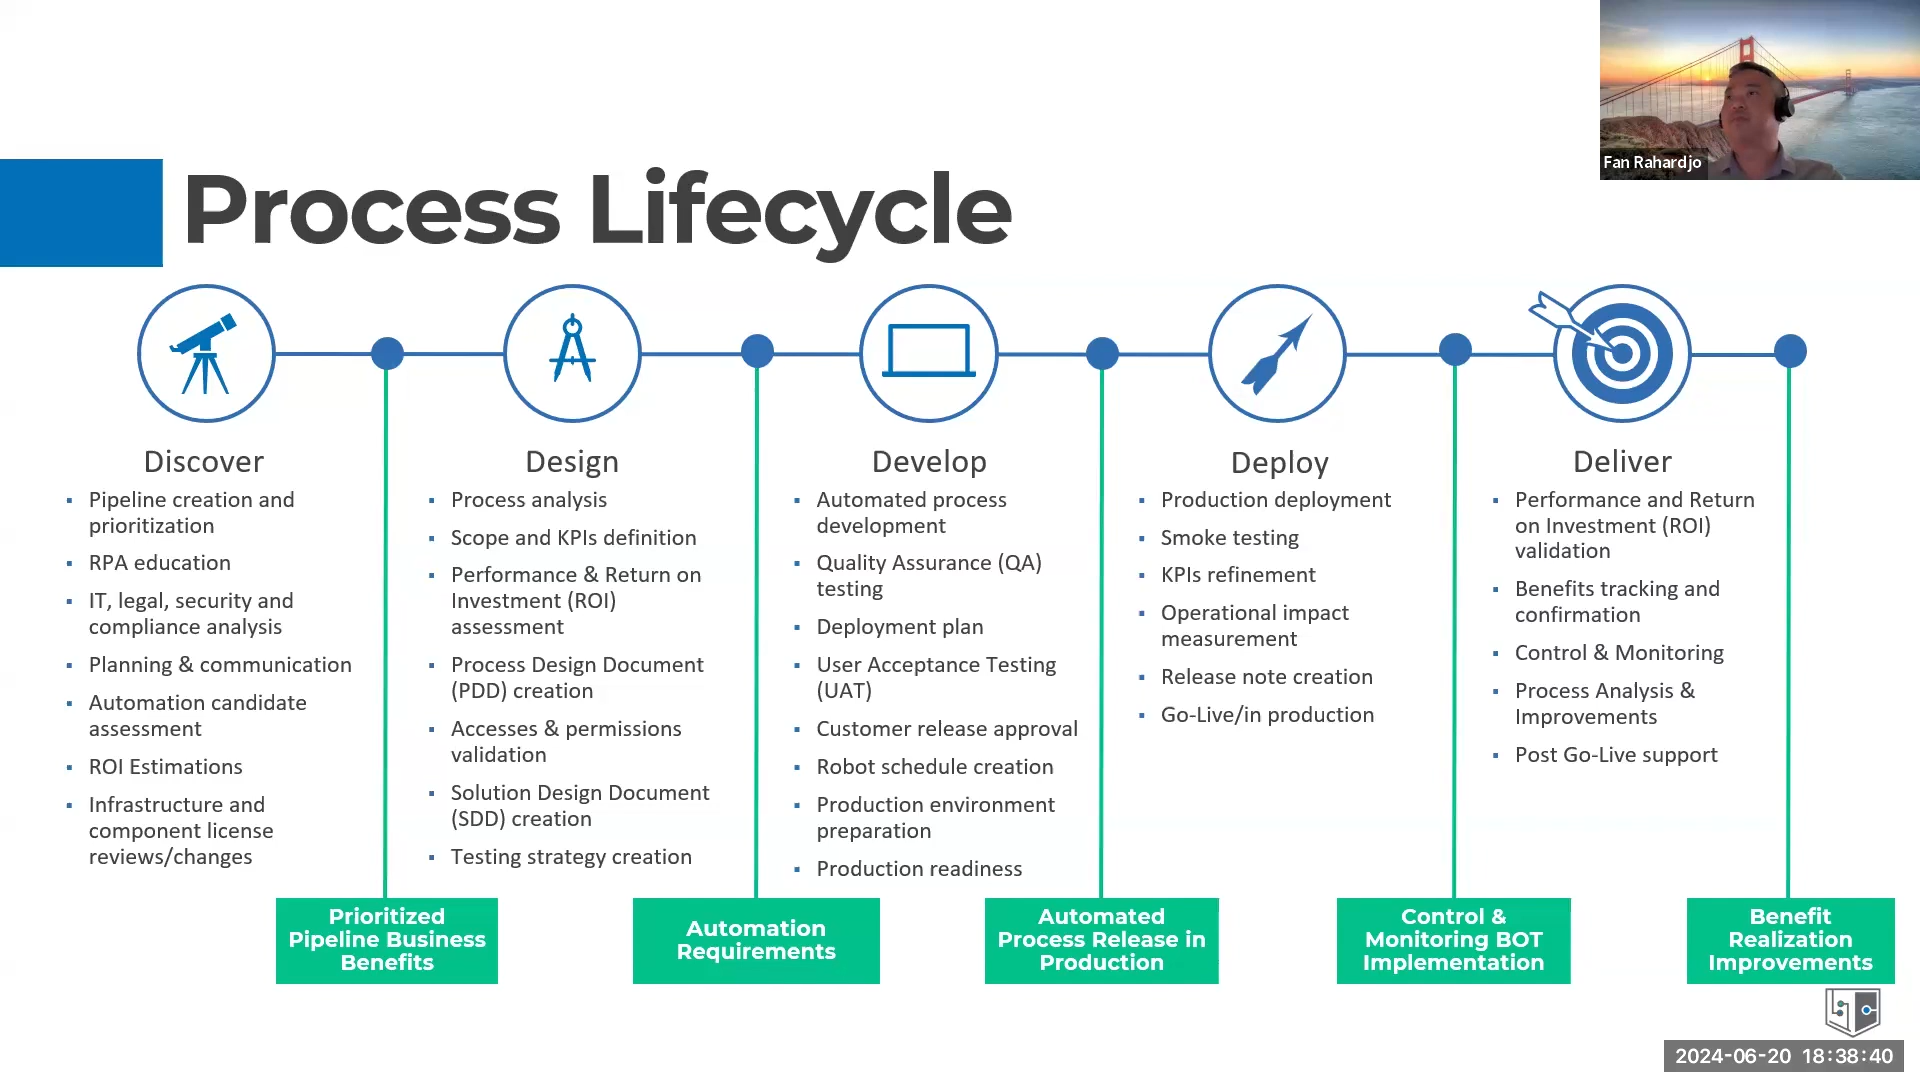 Fan Rahardjo
Process Lifecycle
Discover
Pipeline creation and
prioritization
RPA education
IT, legal, security and
compliance analysis
Planning & communication
Automation candidate
assessment
ROI Estimations
Infrastructure and
component license
reviews/changes
Prioritized
Pipeline Business
Benefits
Design
Process analysis
Scope and KPIs definition
Performance & Return on
Investment (ROI)
assessment
Process Design Document
(PDD) creation
Accesses & permissions
validation
Solution Design Document
(SDD) creation
Testing strategy creation
Automation
Requirements
Develop
Automated process
development
Quality Assurance (QA)
testing
Deployment plan
User Acceptance Testing
(UAT)
Customer release approval
Robot schedule creation
Production environment
preparation
Production readiness
Automated
Process Release in
Production
Deploy
Production deployment
Smoke testing
KPIs refinement
Operational impact
measurement
Release note creation
Go-Live/in production
Control &
Monitoring BOT
Implementation
Deliver
Performance and Return
on Investment (ROI)
validation
Benefits tracking and
confirmation
Control & Monitoring
Process Analysis &
Improvements
Post Go-Live support
Benefit
Realization
Improvements
2024-06-20 18:38:40